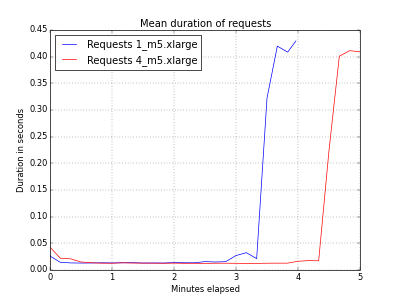 Mean duration of requests
Requests 1_m5.xlarge
Requests 4_m5.xlarge
Duration in seconds
0.45
0.40
0.35
0.30
0.25
0.20
0.15
0.10
0.05
0.00
0 1 2 3 4 5
Minutes elapsed